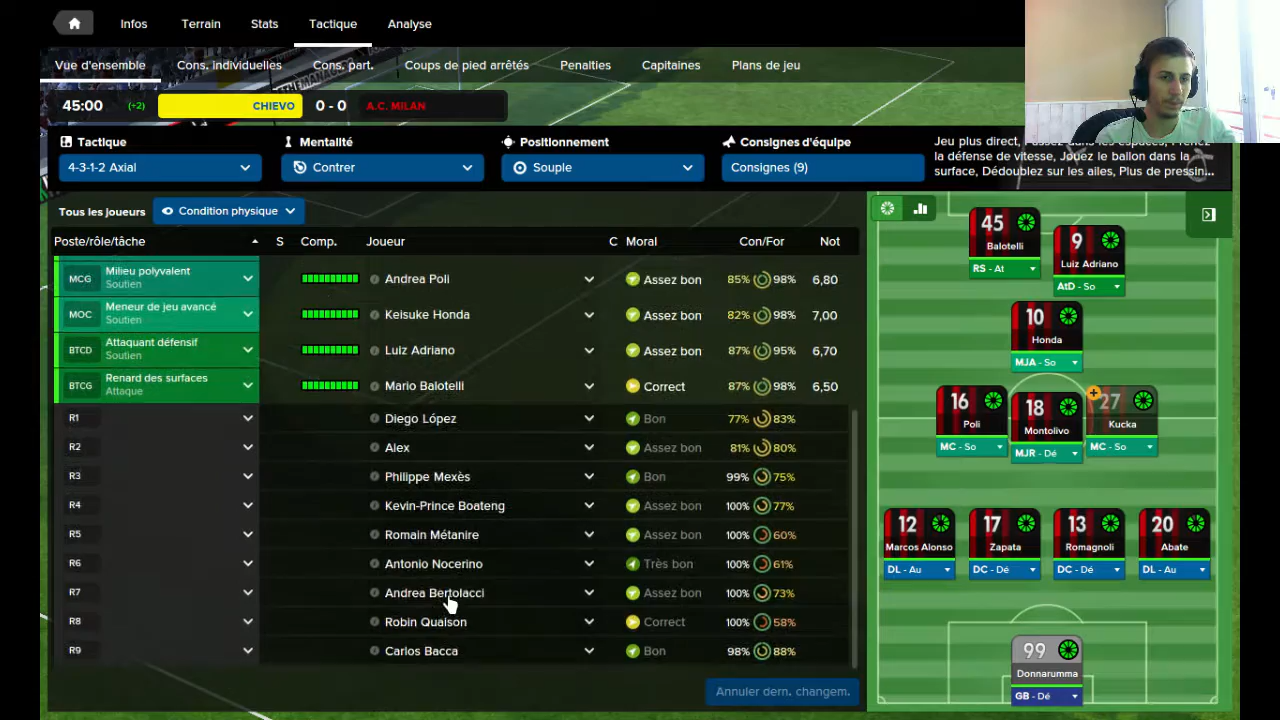 Infos Terrain Stats Tactique Analyse
Vue d'ensemble Cons. individuelles Cons. part. Coups de pied arrêtés Penalties Capitaines Plans de jeu
45:00 (+2) CHIEVO 0 - 0 A.C. MILAN
Tactique Mentalité Positionnement Consignes d'équipe
4-3-1-2 Axial Contrer Souple Consignes (9)
Jeu plus direct, Passez dans les espaces, Prenez
la défense de vitesse, Jouez le ballon dans la
surface, Dédoublez sur les ailes, Plus de pressin...
Tous les joueurs Condition physique
Poste/rôle/tâche S Comp. Joueur C Moral Con/For Not
MCG Milieu polyvalent Soutien Andrea Poli Assez bon 85% 98% 6,80
MOC Meneur de jeu avancé Soutien Keisuke Honda Assez bon 82% 98% 7,00
BTCD Attaquant défensif Soutien Luiz Adriano Assez bon 87% 95% 6,70
BTCG Renard des surfaces Attaque Mario Balotelli Correct 87% 98% 6,50
R1 Diego López Bon 77% 83%
R2 Alex Assez bon 81% 80%
R3 Philippe Mexès Bon 99% 75%
R4 Kevin-Prince Boateng Assez bon 100% 77%
R5 Romain Métanire Assez bon 100% 60%
R6 Antonio Nocerino Très bon 100% 61%
R7 Andrea Bertolacci Assez bon 100% 73%
R8 Robin Quaison Correct 100% 58%
R9 Carlos Bacca Bon 98% 88%
Annuler dern. changem.
45 Balotelli RS - At
9 Luiz Adriano AtD - So
10 Honda MJA - So
16 Poli MC - So
18 Montolivo MJR - Dé
27 Kucka MC - So
12 Marcos Alonso DL - Au
17 Zapata DC - Dé
13 Romagnoli DC - Dé
20 Abate DL - Au
99 Donnarumma GB - Dé